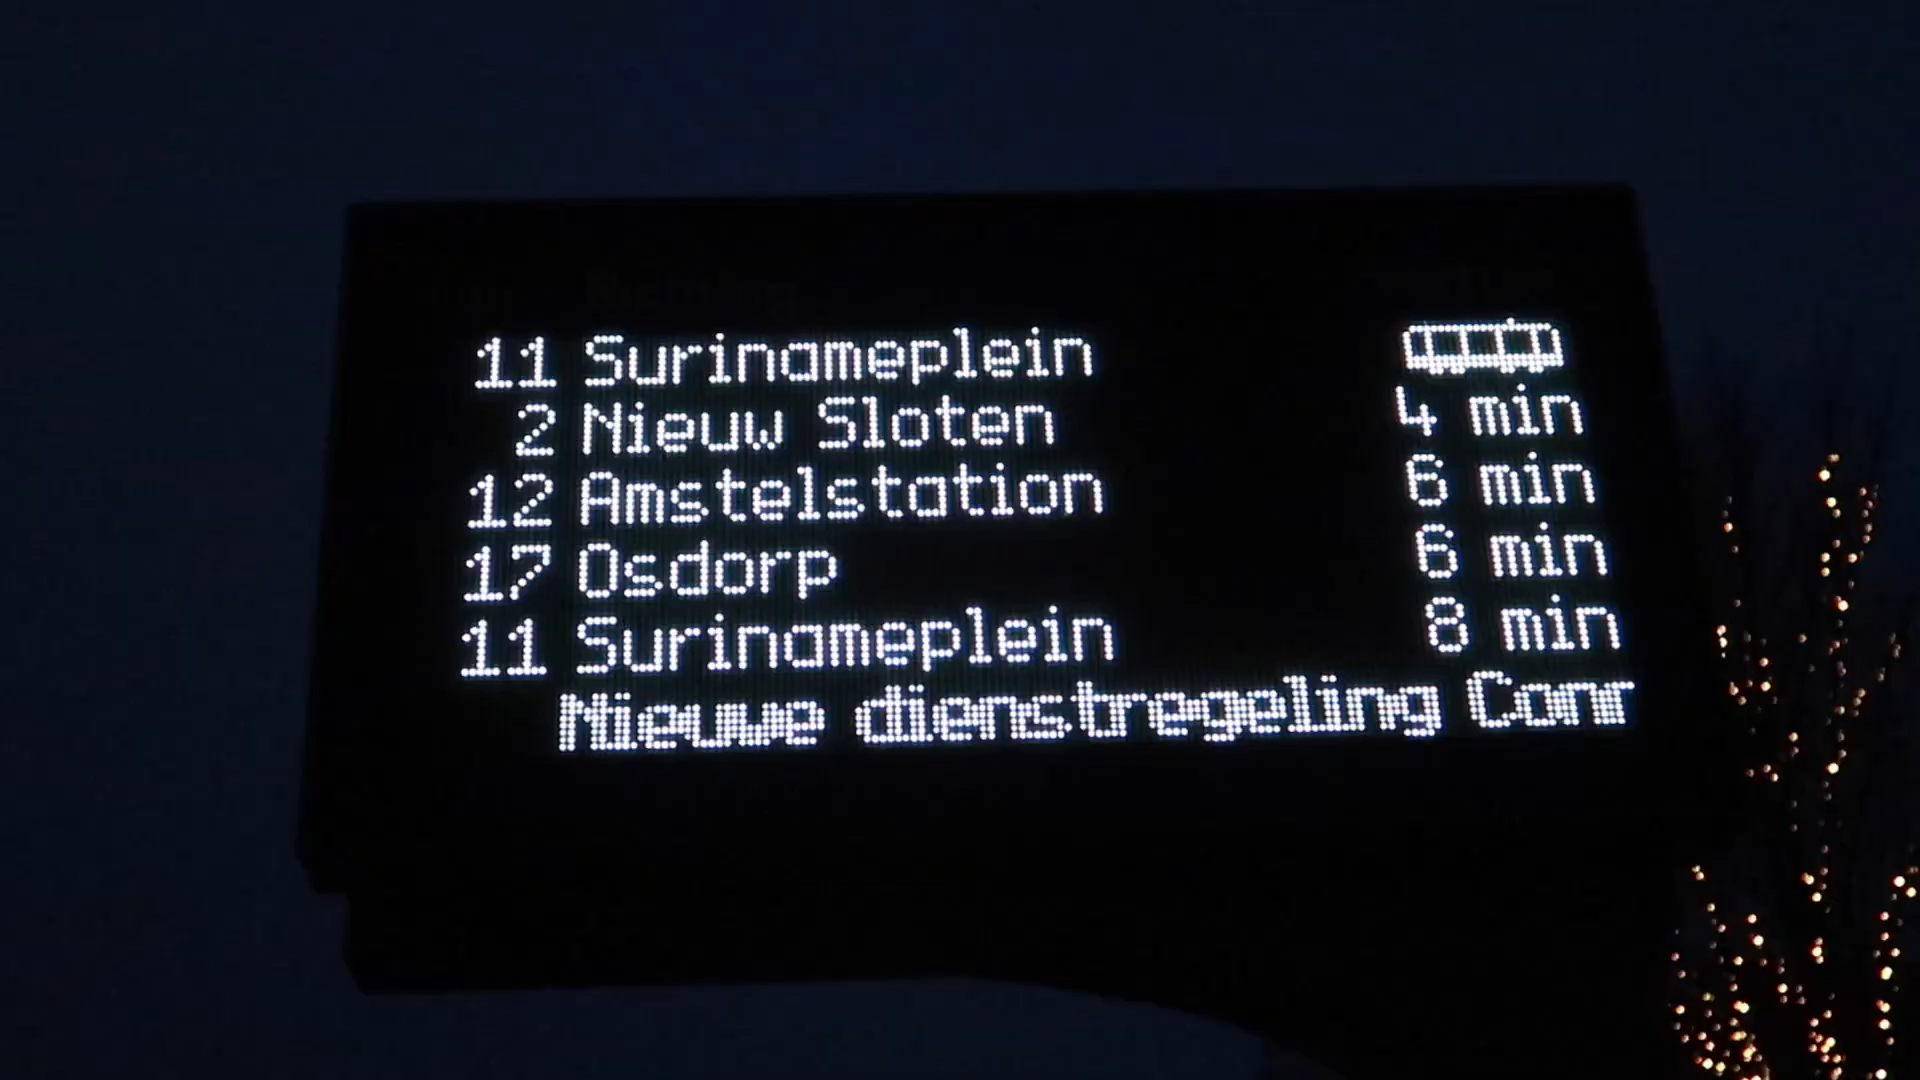 11 Surinameplein
2 Nieuw Sloten 4 min
12 Amstelstation 6 min
17 Osdorp 6 min
11 Surinameplein 8 min
Nieuwe dienstregeling